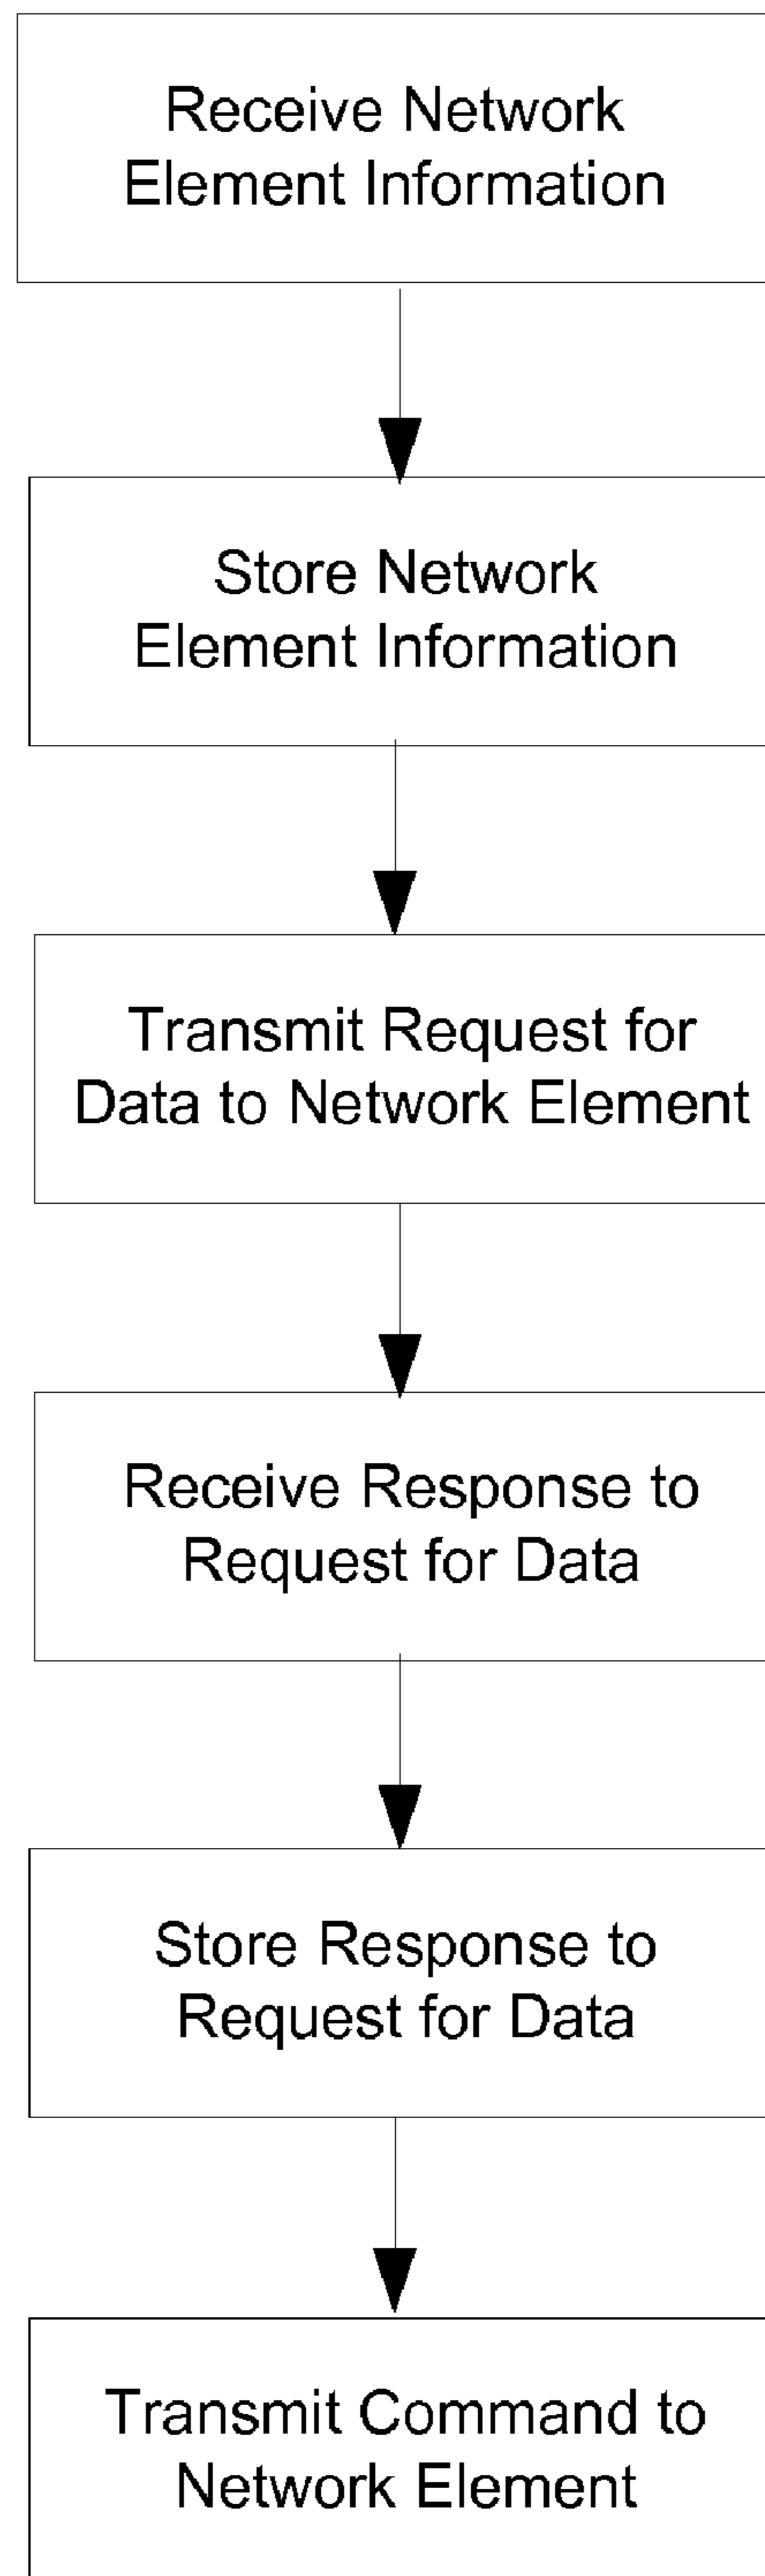 Receive Network
Element Information
Store Network
Element Information
Transmit Request for
Data to Network Element
Receive Response to
Request for Data
Store Response to
Request for Data
Transmit Command to
Network Element